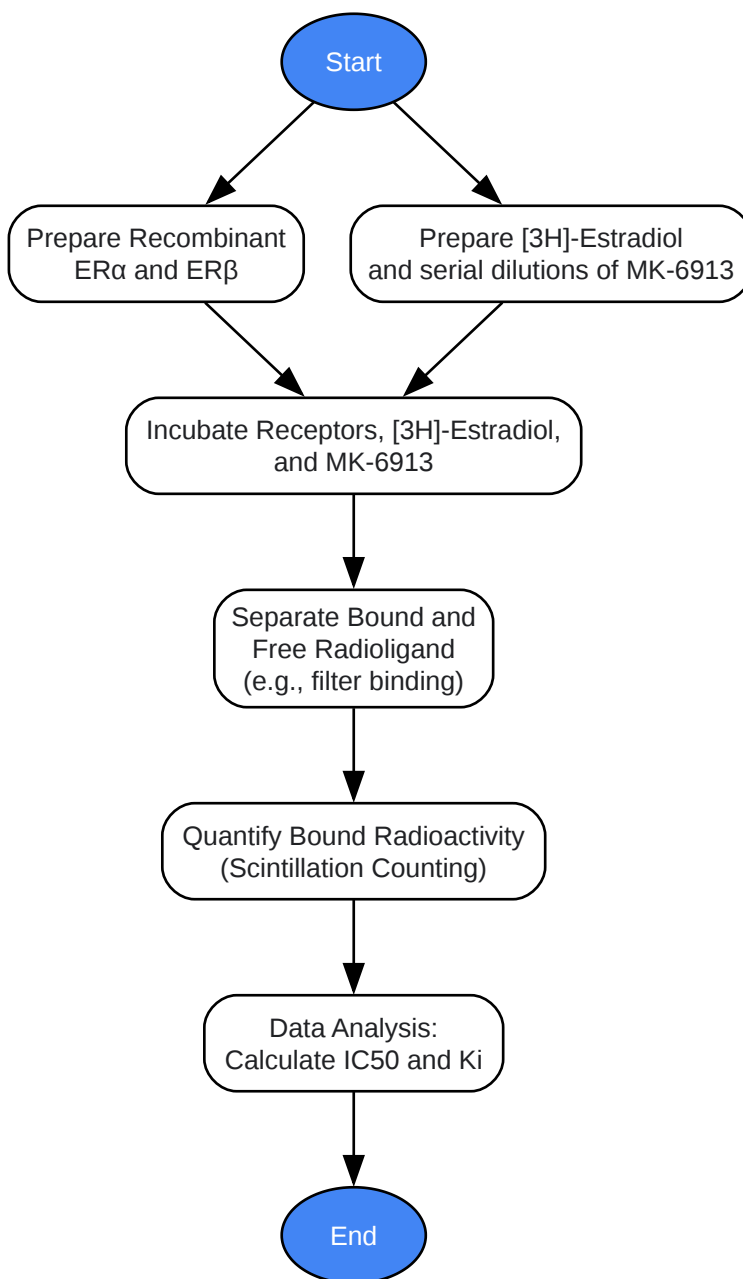 Start
Prepare Recombinant
ERα and ERβ
Prepare [3H]-Estradiol
and serial dilutions of MK-6913
Incubate Receptors, [3H]-Estradiol,
and MK-6913
Separate Bound and
Free Radioligand
(e.g., filter binding)
Quantify Bound Radioactivity
(Scintillation Counting)
Data Analysis:
Calculate IC50 and Ki
End